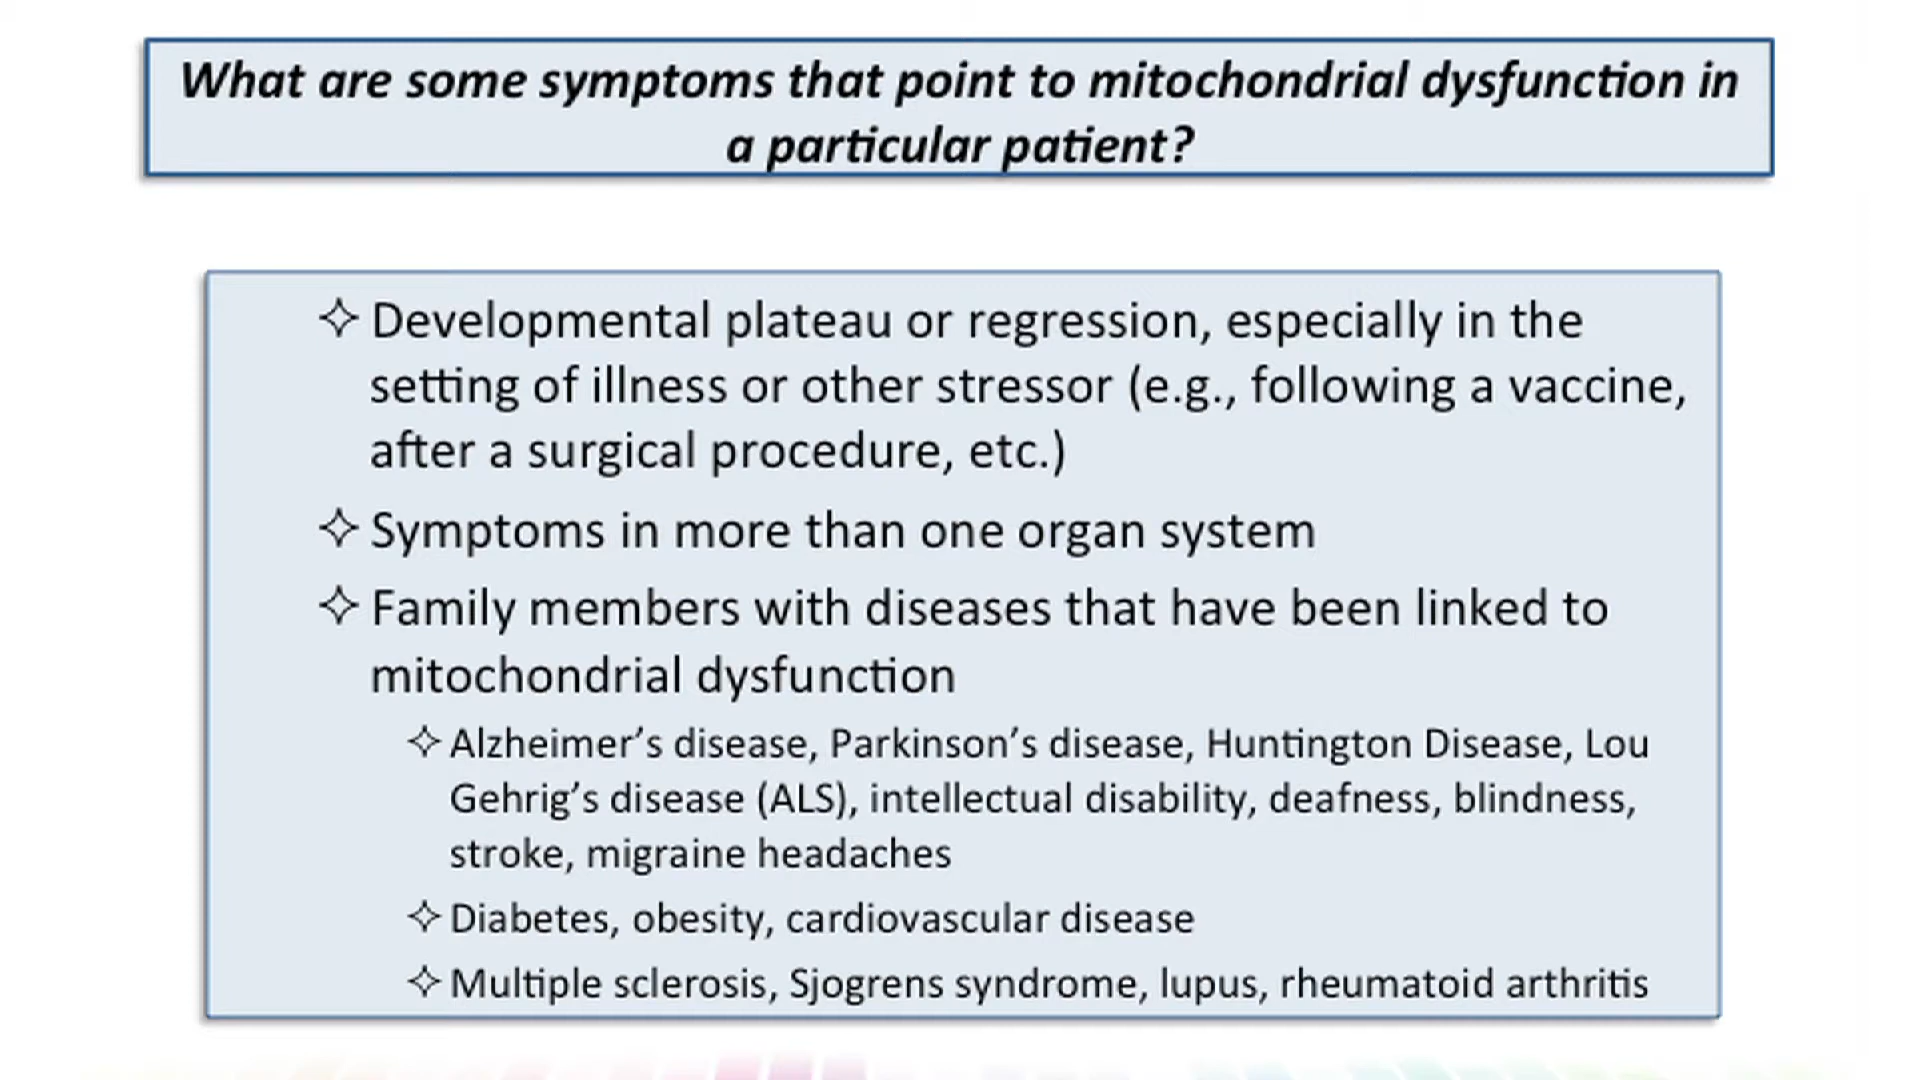 What are some symptoms that point to mitochondrial dysfunction in
a particular patient?
✧ Developmental plateau or regression, especially in the
setting of illness or other stressor (e.g., following a vaccine,
after a surgical procedure, etc.)
✧ Symptoms in more than one organ system
✧ Family members with diseases that have been linked to
mitochondrial dysfunction
✧ Alzheimer’s disease, Parkinson’s disease, Huntington Disease, Lou
Gehrig’s disease (ALS), intellectual disability, deafness, blindness,
stroke, migraine headaches
✧ Diabetes, obesity, cardiovascular disease
✧ Multiple sclerosis, Sjogrens syndrome, lupus, rheumatoid arthritis